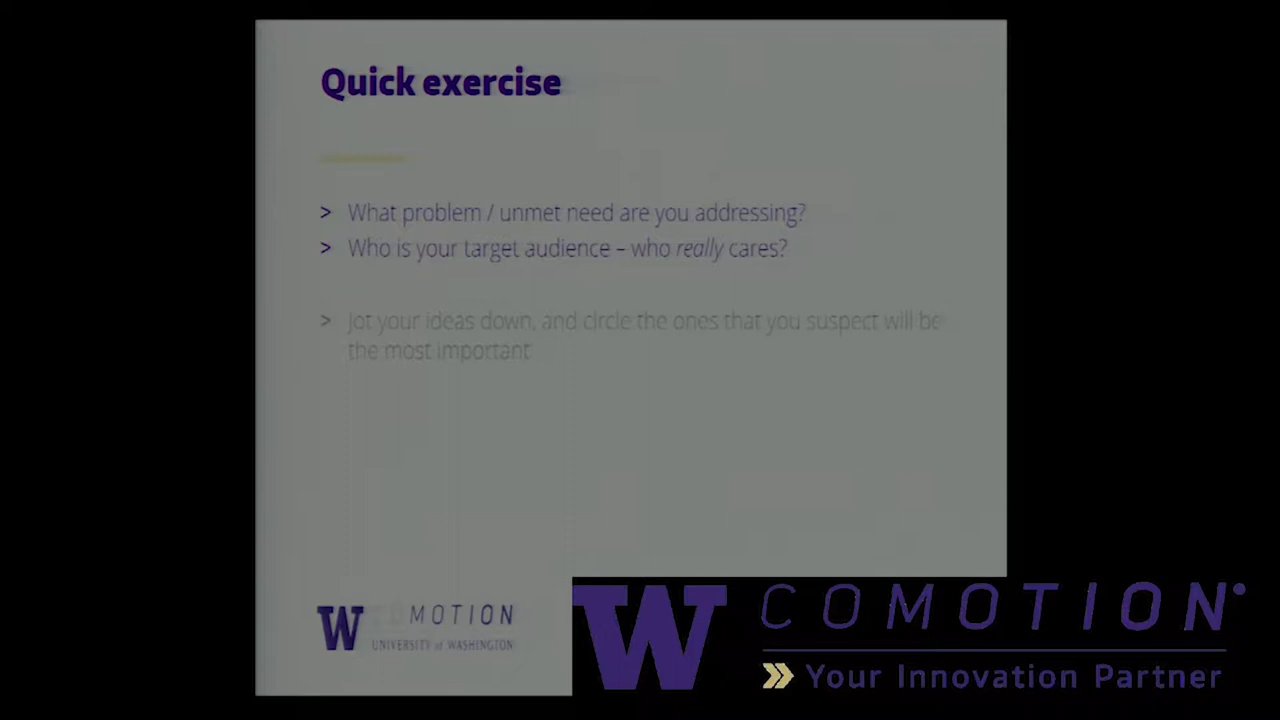 Quick exercise
> What problem / unmet need are you addressing?
> Who is your target audience – who really cares?
> Jot your ideas down, and circle the ones that you suspect will be
the most important
W COMOTION
UNIVERSITY of WASHINGTON
W COMOTION
Your Innovation Partner